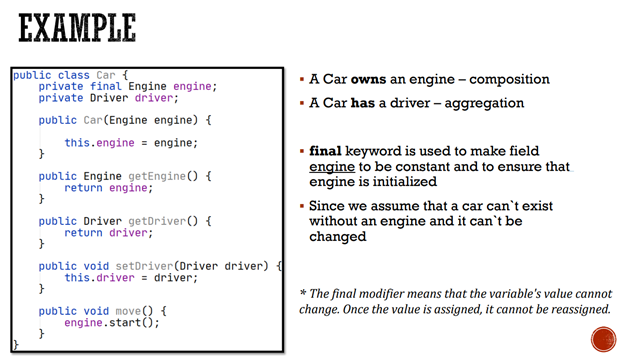 EXAMPLE
public class Car {
    private final Engine engine;
    private Driver driver;
    public Car(Engine engine) {
        this.engine = engine;
    }
    public Engine getEngine() {
        return engine;
    }
    public Driver getDriver() {
        return driver;
    }
    public void setDriver(Driver driver) {
        this.driver = driver;
    }
    public void move() {
        engine.start();
    }
}
▪ A Car owns an engine – composition
▪ A Car has a driver – aggregation
▪ final keyword is used to make field
engine to be constant and to ensure that
engine is initialized
▪ Since we assume that a car can`t exist
without an engine and it can`t be
changed
* The final modifier means that the variable's value cannot
change. Once the value is assigned, it cannot be reassigned.